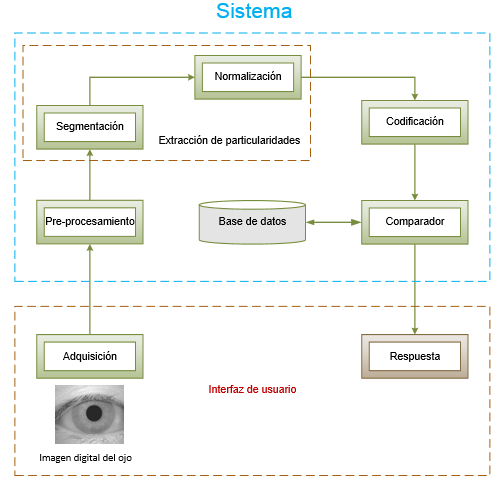 Sistema
Normalización
Segmentación
Codificación
Extracción de particularidades
Pre-procesamiento
Base de datos
Comparador
Adquisición
Respuesta
Interfaz de usuario
Imagen digital del ojo